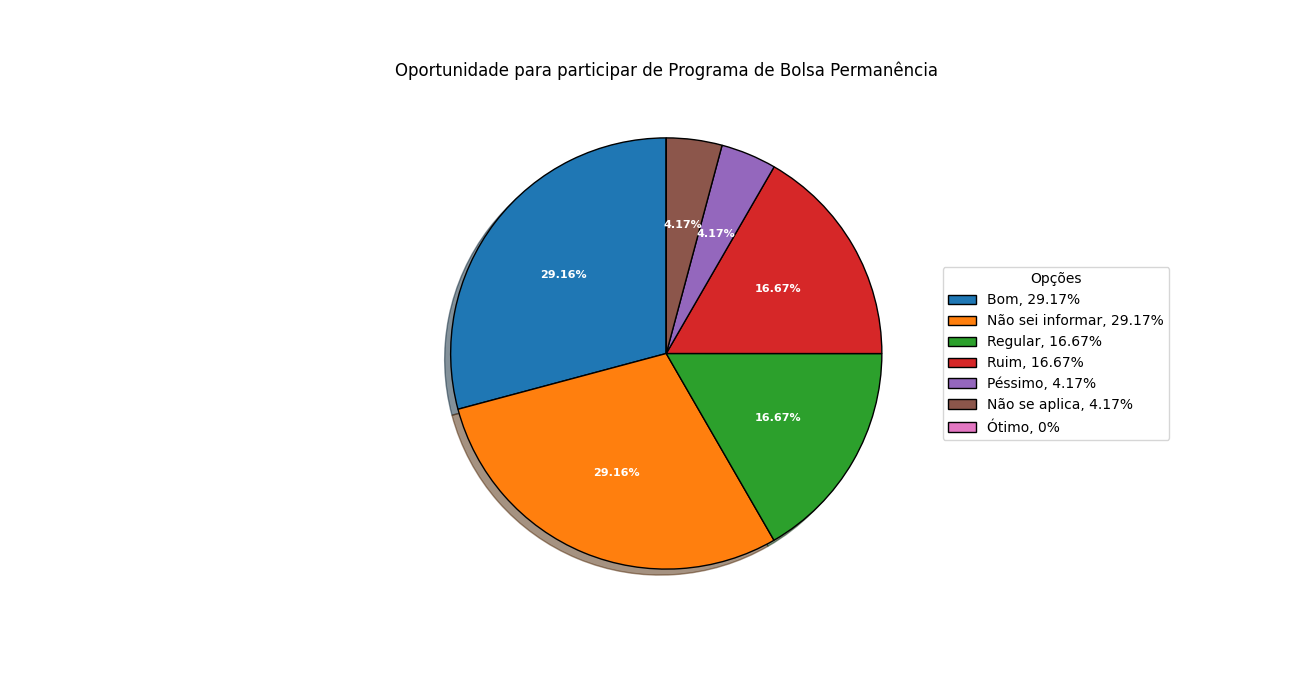 Oportunidade para participar de Programa de Bolsa Permanência
4.17%
4.17%
29.16%
16.67%
16.67%
29.16%
Opções
Bom, 29.17%
Não sei informar, 29.17%
Regular, 16.67%
Ruim, 16.67%
Péssimo, 4.17%
Não se aplica, 4.17%
Ótimo, 0%